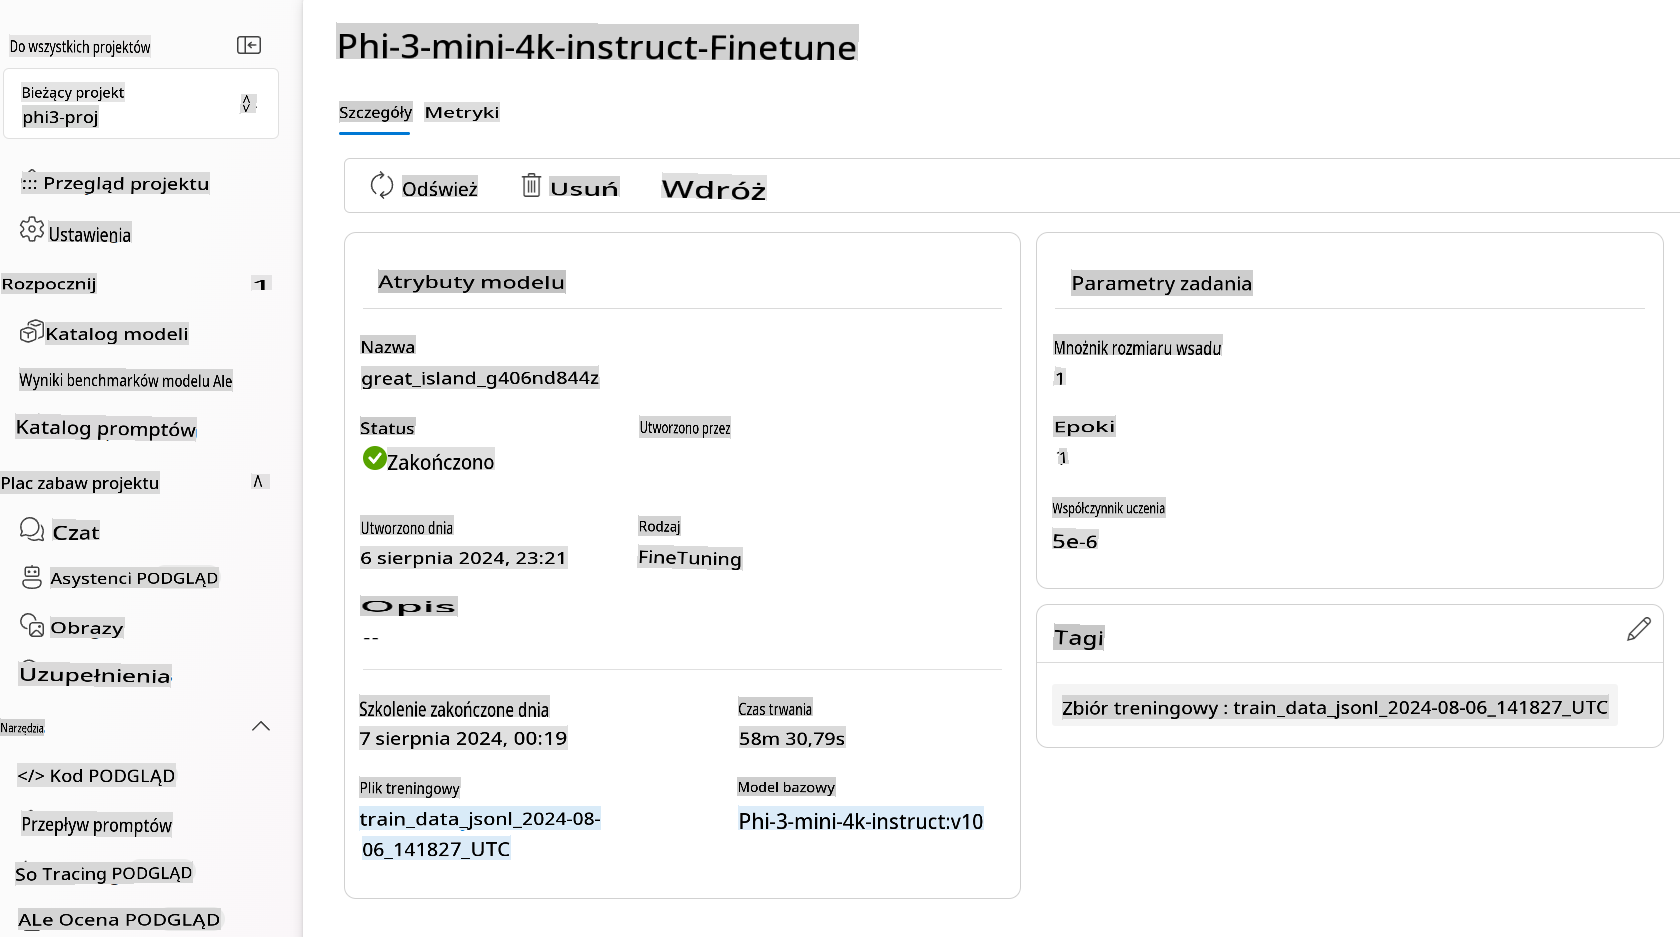 Do wszystkich projektów
Bieżący projekt
phi3-proj
Przegląd projektu
Ustawienia
Rozpocznij
Katalog modeli
Wyniki benchmarków modelu Ale
Katalog promptów
Plac zabaw projektu
Czat
Asystenci PODGLĄD
Obrazy
Uzupełnienia
Narzędzia
</> Kod PODGLĄD
Przepływ promptów
So Tracing PODGLĄD
ALe Ocena PODGLĄD
Phi-3-mini-4k-instruct-Finetune
Szczegóły Metryki
Odśwież Usuń Wdróż
Atrybuty modelu
Nazwa
great_island_g406nd844z
Status Utworzono przez
Zakończono
Utworzono dnia Rodzaj
6 sierpnia 2024, 23:21 FineTuning
Opis
--
Szkolenie zakończone dnia Czas trwania
7 sierpnia 2024, 00:19 58m 30,79s
Plik treningowy Model bazowy
train_data_jsonl_2024-08- Phi-3-mini-4k-instruct:v10
06_141827_UTC
Parametry zadania
Mnożnik rozmiaru wsadu
1
Epoki
1
Współczynnik uczenia
5e-6
Tagi
Zbiór treningowy : train_data_jsonl_2024-08-06_141827_UTC